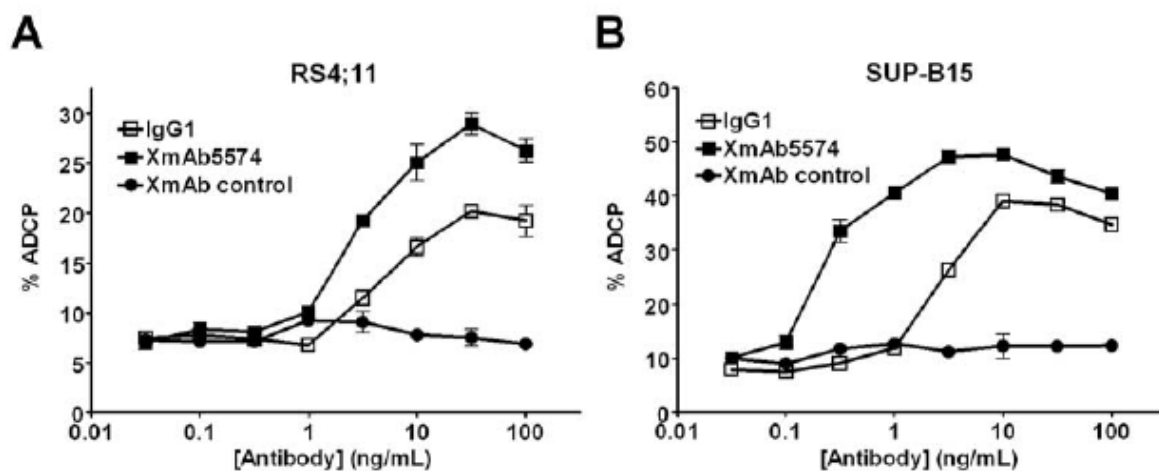 A
RS4;11
IgG1
XmAb5574
XmAb control
% ADCP
30
25
20
15
10
5
0
0.01 0.1 1 10 100
[Antibody] (ng/mL)
B
SUP-B15
IgG1
XmAb5574
XmAb control
% ADCP
60
50
40
30
20
10
0
0.01 0.1 1 10 100
[Antibody] (ng/mL)